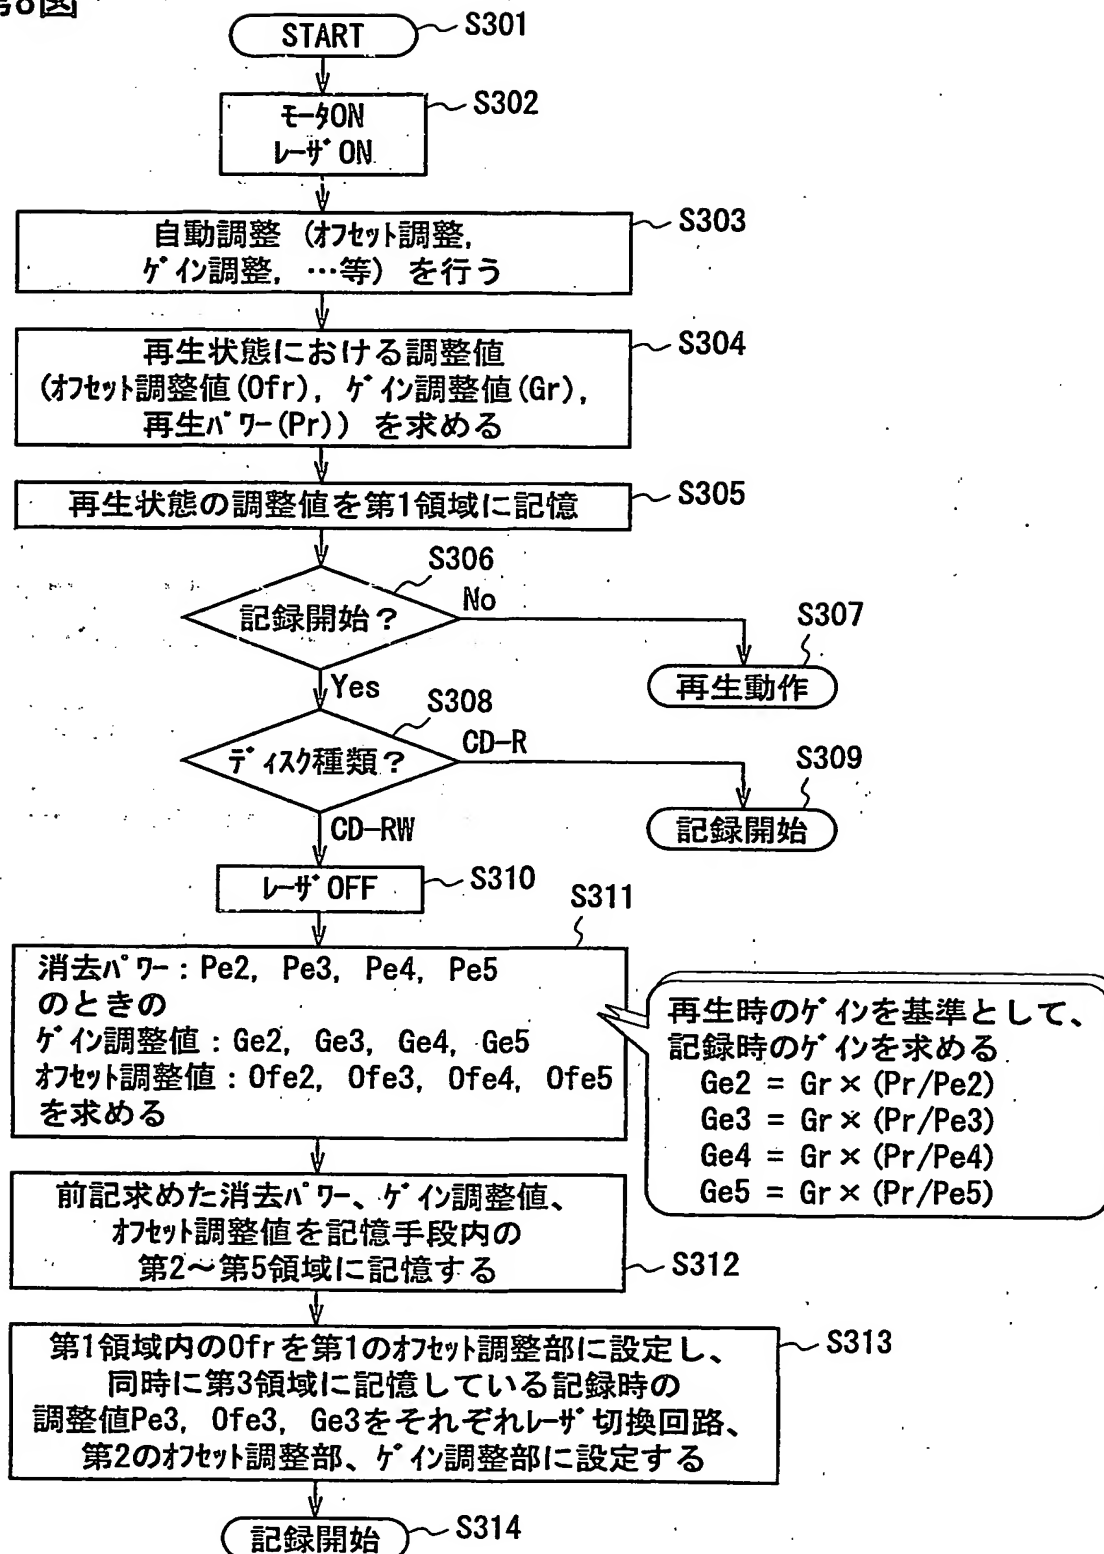 第8図
START
S301
モータON
レーザON
S302
自動調整 (オフセット調整,
ゲイン調整, …等) を行う
S303
再生状態における調整値
(オフセット調整値(Ofr), ゲイン調整値(Gr),
再生パワー(Pr)) を求める
S304
再生状態の調整値を第1領域に記憶
S305
記録開始?
S306
No
S307
再生動作
Yes
ディスク種類?
S308
CD-R
S309
記録開始
CD-RW
レーザOFF
S310
S311
消去パワー:Pe2, Pe3, Pe4, Pe5
のときの
ゲイン調整値:Ge2, Ge3, Ge4, Ge5
オフセット調整値:Ofe2, Ofe3, Ofe4, Ofe5
を求める
再生時のゲインを基準として、
記録時のゲインを求める
Ge2 = Gr×(Pr/Pe2)
Ge3 = Gr×(Pr/Pe3)
Ge4 = Gr×(Pr/Pe4)
Ge5 = Gr×(Pr/Pe5)
前記求めた消去パワー、ゲイン調整値、
オフセット調整値を記憶手段内の
第2~第5領域に記憶する
S312
第1領域内のOfrを第1のオフセット調整部に設定し、
同時に第3領域に記憶している記録時の
調整値Pe3, Ofe3, Ge3をそれぞれレーザ切換回路、
第2のオフセット調整部、ゲイン調整部に設定する
S313
記録開始
S314